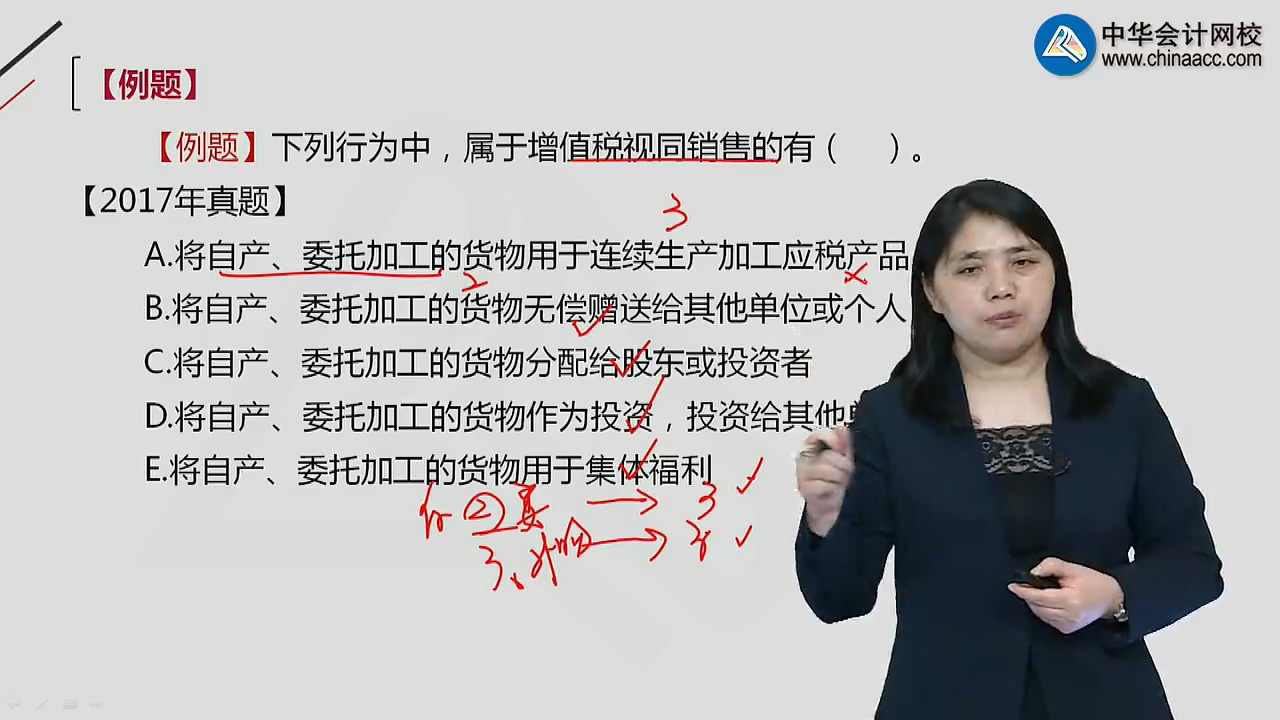 中华会计网校
www.chinaacc.com
【例题】
【例题】下列行为中，属于增值税视同销售的有（ ）。
【2017年真题】
3
A.将自产、委托加工的货物用于连续生产加工应税产品
2
B.将自产、委托加工的货物无偿赠送给其他单位或个人
C.将自产、委托加工的货物分配给股东或投资者
D.将自产、委托加工的货物作为投资，投资给其他
E.将自产、委托加工的货物用于集体福利
② 3
3、外购